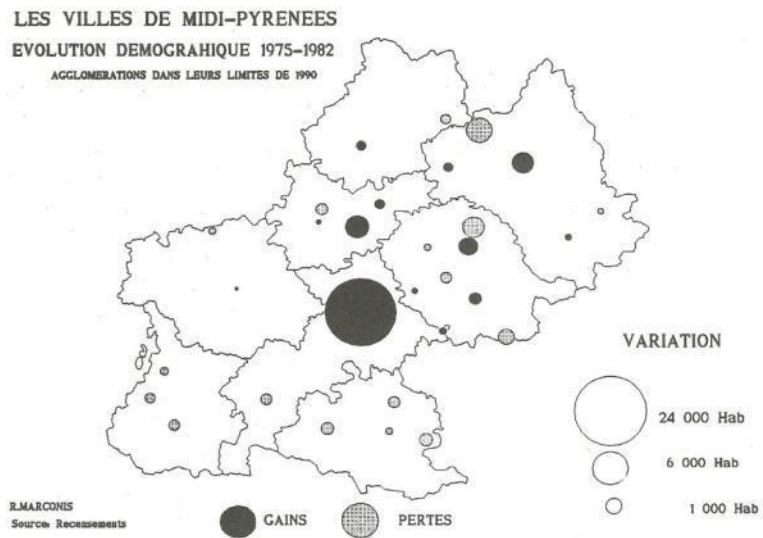 LES VILLES DE MIDI-PYRENEES
EVOLUTION DEMOGRAHIQUE 1975-1982
AGGLOMERATIONS DANS LEURS LIMITES DE 1990
VARIATION
24 000 Hab
6 000 Hab
1 000 Hab
R.MARCONIS
Source: Recensements
GAINS
PERTES